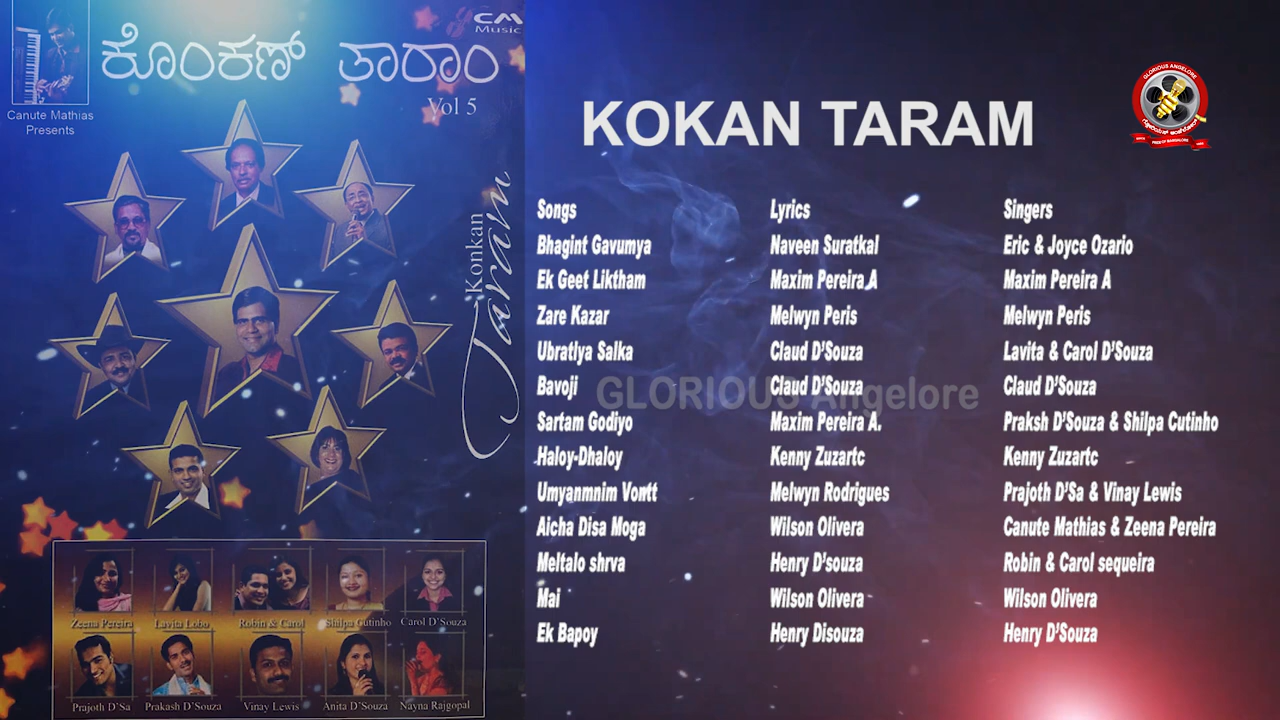 CM
Music
ಕೊಂಕಣ್ ತಾರಾಂ
Vol 5
Canute Mathias
Presents
Konkan
Taram
Zeena Pereira
Lavita Lobo
Robin & Carol
Shilpa Cutinho
Carol D'Souza
Prajoth D'Sa
Prakash D'Souza
Vinay Lewis
Anita D'Souza
Nayna Rajgopal
GLORIOUS ANGELORE
PRIDE OF MANGALORE
KOKAN TARAM
Songs Lyrics Singers
Bhagint Gavumya Naveen Suratkal Eric & Joyce Ozario
Ek Geet Liktham Maxim Pereira A Maxim Pereira A
Zare Kazar Melwyn Peris Melwyn Peris
Ubratlya Salka Claud D'Souza Lavita & Carol D'Souza
Bavoji Claud D'Souza Claud D'Souza
GLORIOUS Angelore
Sartam Godiyo Maxim Pereira A. Praksh D'Souza & Shilpa Cutinho
Haloy-Dhaloy Kenny Zuzartc Kenny Zuzartc
Umyanmnim Vontt Melwyn Rodrigues Prajoth D'Sa & Vinay Lewis
Aicha Disa Moga Wilson Olivera Canute Mathias & Zeena Pereira
Meltalo shrva Henry D'souza Robin & Carol sequeira
Mai Wilson Olivera Wilson Olivera
Ek Bapoy Henry Disouza Henry D'Souza